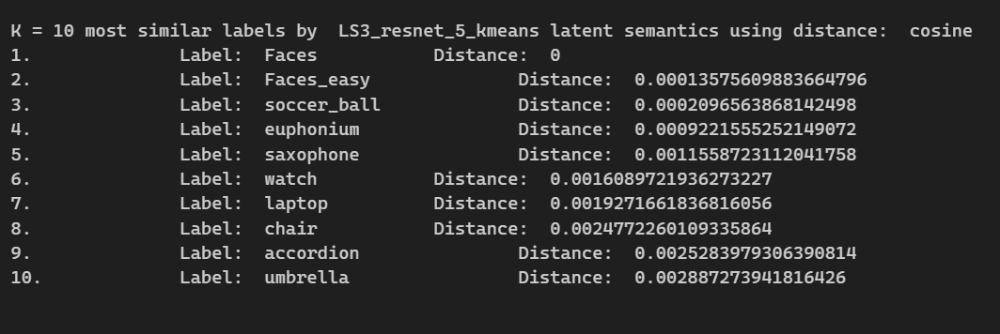 K = 10 most similar labels by  LS3_resnet_5_kmeans latent semantics using distance:  cosine
1.              Label:  Faces           Distance:  0
2.              Label:  Faces_easy              Distance:  0.00013575609883664796
3.              Label:  soccer_ball             Distance:  0.0002096563868142498
4.              Label:  euphonium               Distance:  0.0009221555252149072
5.              Label:  saxophone               Distance:  0.0011558723112041758
6.              Label:  watch           Distance:  0.0016089721936273227
7.              Label:  laptop          Distance:  0.0019271661836816056
8.              Label:  chair           Distance:  0.0024772260109335864
9.              Label:  accordion               Distance:  0.0025283979306390814
10.             Label:  umbrella                Distance:  0.002887273941816426